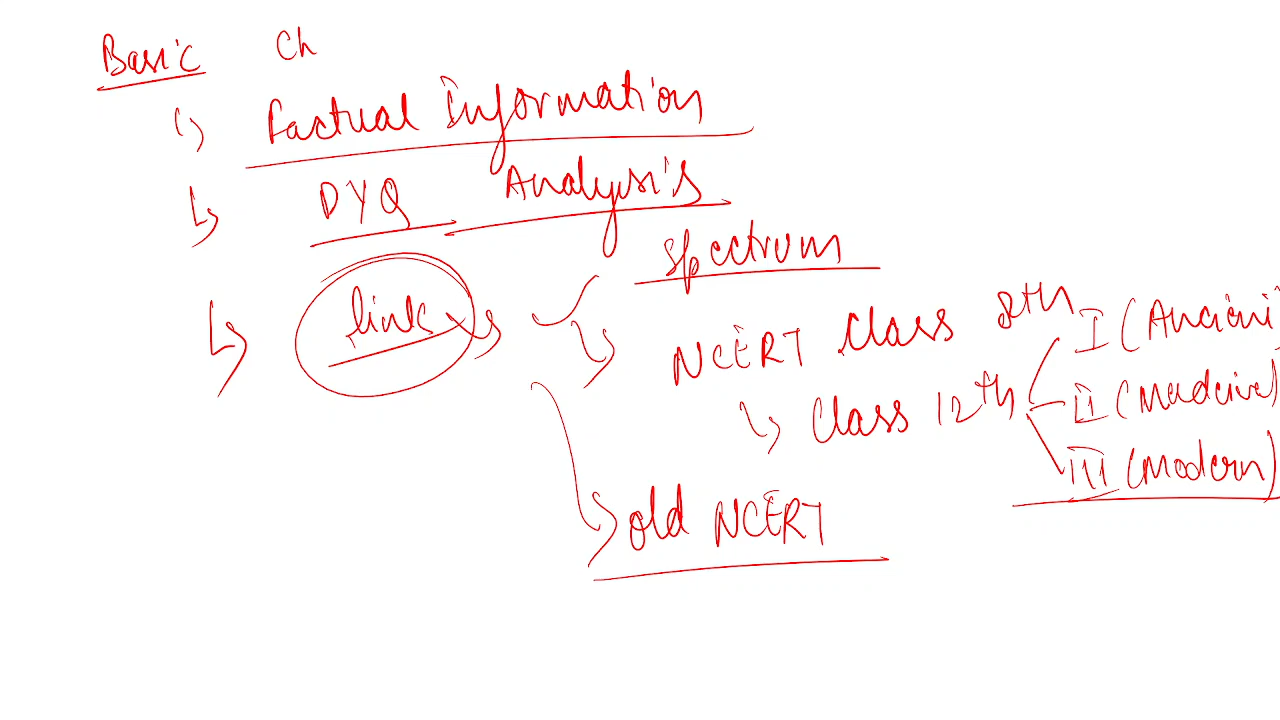 Basic Ch
Factual Information
DYQ Analysis
Spectrum
link
NCERT Class 8th
I (Ancient
Class 12th
II (Medieval)
III (Modern)
old NCERT